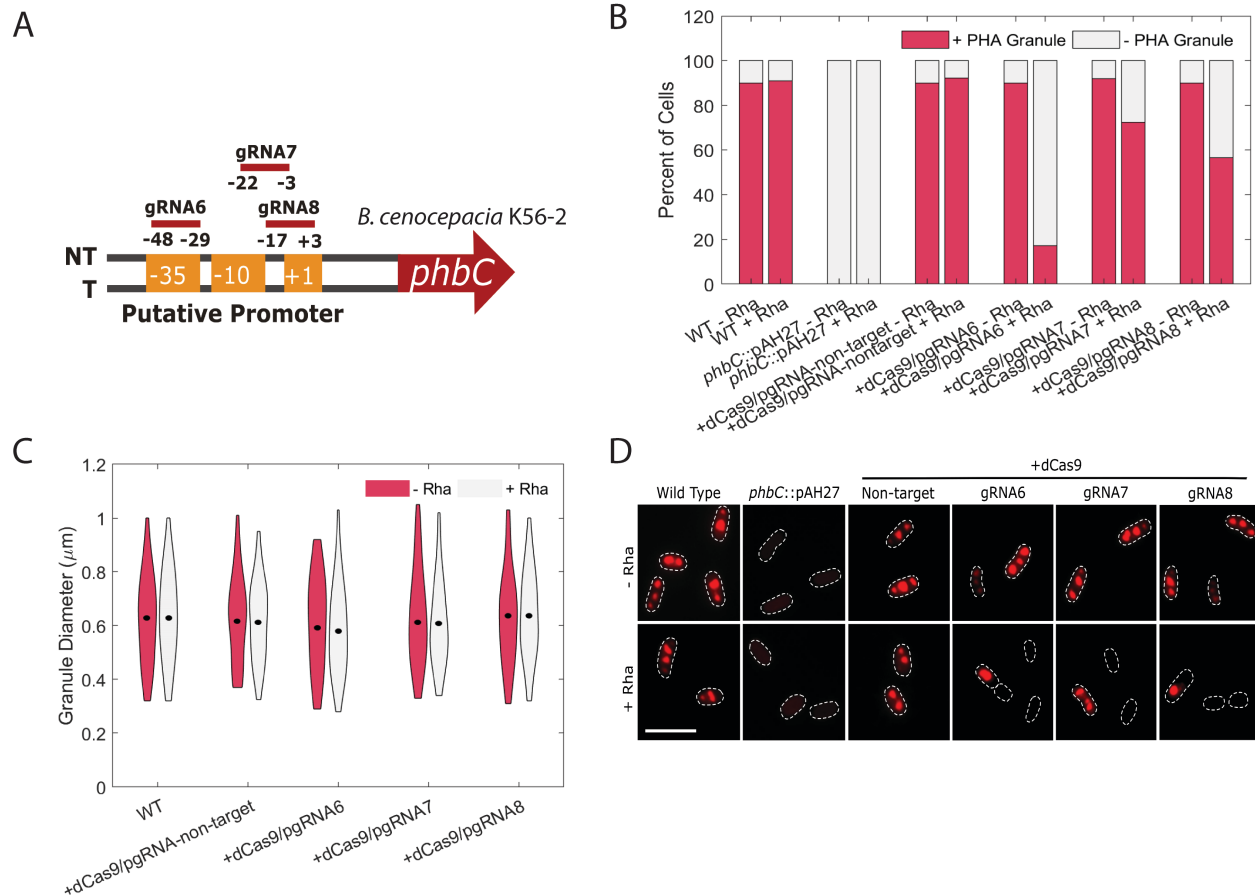 A
gRNA7
-22 -3
gRNA6
gRNA8
B. cenocepacia K56-2
-48 -29
-17 +3
NT
-35
-10
+1
phbC
T
Putative Promoter
B
+ PHA Granule
- PHA Granule
120
100
80
60
40
20
0
Percent of Cells
WT - Rha
WT + Rha
phbC::pAH27 - Rha
phbC::pAH27 + Rha
+dCas9/pgRNA-non-target - Rha
+dCas9/pgRNA-nontarget + Rha
+dCas9/pgRNA6 - Rha
+dCas9/pgRNA6 + Rha
+dCas9/pgRNA7 - Rha
+dCas9/pgRNA7 + Rha
+dCas9/pgRNA8 - Rha
+dCas9/pgRNA8 + Rha
C
- Rha
+ Rha
1.2
1
0.8
0.6
0.4
0.2
0
Granule Diameter (μm)
WT
+dCas9/pgRNA-non-target
+dCas9/pgRNA6
+dCas9/pgRNA7
+dCas9/pgRNA8
D
+dCas9
Wild Type
phbC::pAH27
Non-target
gRNA6
gRNA7
gRNA8
- Rha
+ Rha